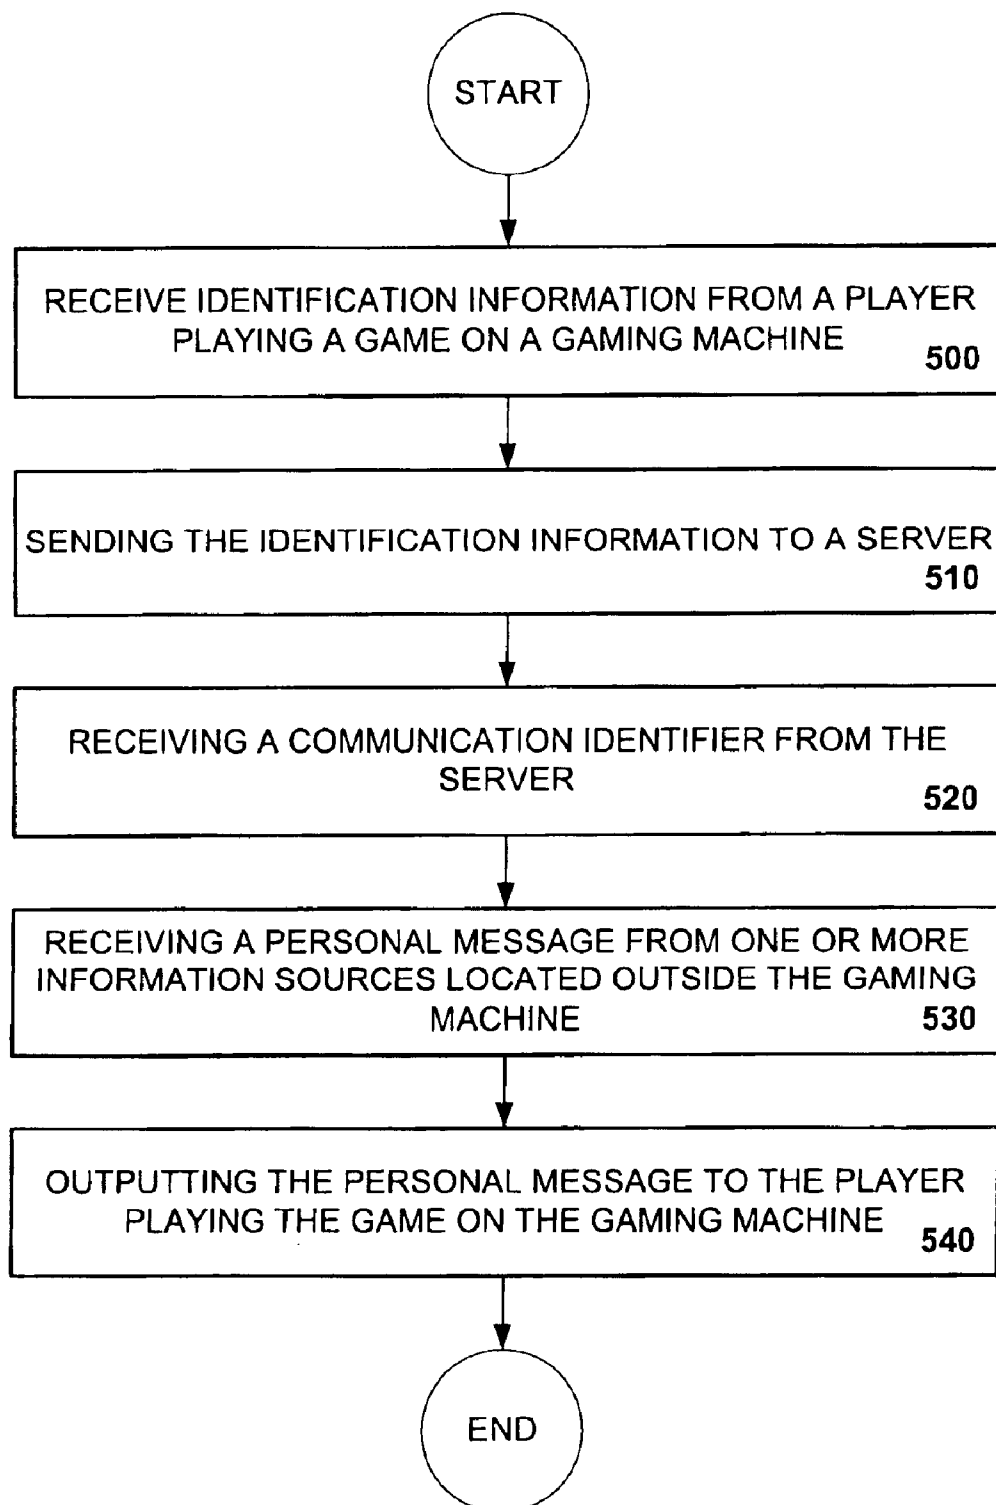 START
RECEIVE IDENTIFICATION INFORMATION FROM A PLAYER
PLAYING A GAME ON A GAMING MACHINE
500
SENDING THE IDENTIFICATION INFORMATION TO A SERVER
510
RECEIVING A COMMUNICATION IDENTIFIER FROM THE
SERVER
520
RECEIVING A PERSONAL MESSAGE FROM ONE OR MORE
INFORMATION SOURCES LOCATED OUTSIDE THE GAMING
MACHINE
530
OUTPUTTING THE PERSONAL MESSAGE TO THE PLAYER
PLAYING THE GAME ON THE GAMING MACHINE
540
END